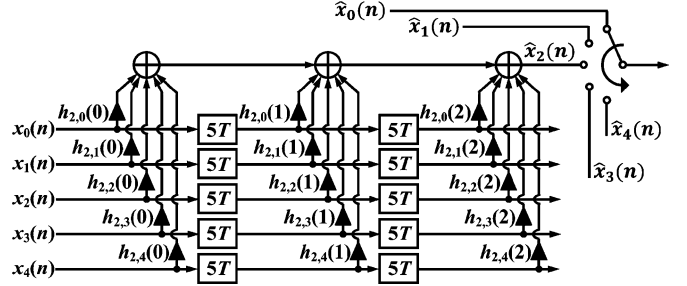 x̂₀(n)
x̂₁(n)
x̂₂(n)
h₂,₀(0) h₂,₀(1) h₂,₀(2)
x₀(n) 5T 5T
x̂₄(n)
h₂,₁(0) h₂,₁(1) h₂,₁(2)
x₁(n) 5T 5T
x̂₃(n)
h₂,₂(0) h₂,₂(1) h₂,₂(2)
x₂(n) 5T 5T
h₂,₃(0) h₂,₃(1) h₂,₃(2)
x₃(n) 5T 5T
h₂,₄(0) h₂,₄(1) h₂,₄(2)
x₄(n) 5T 5T